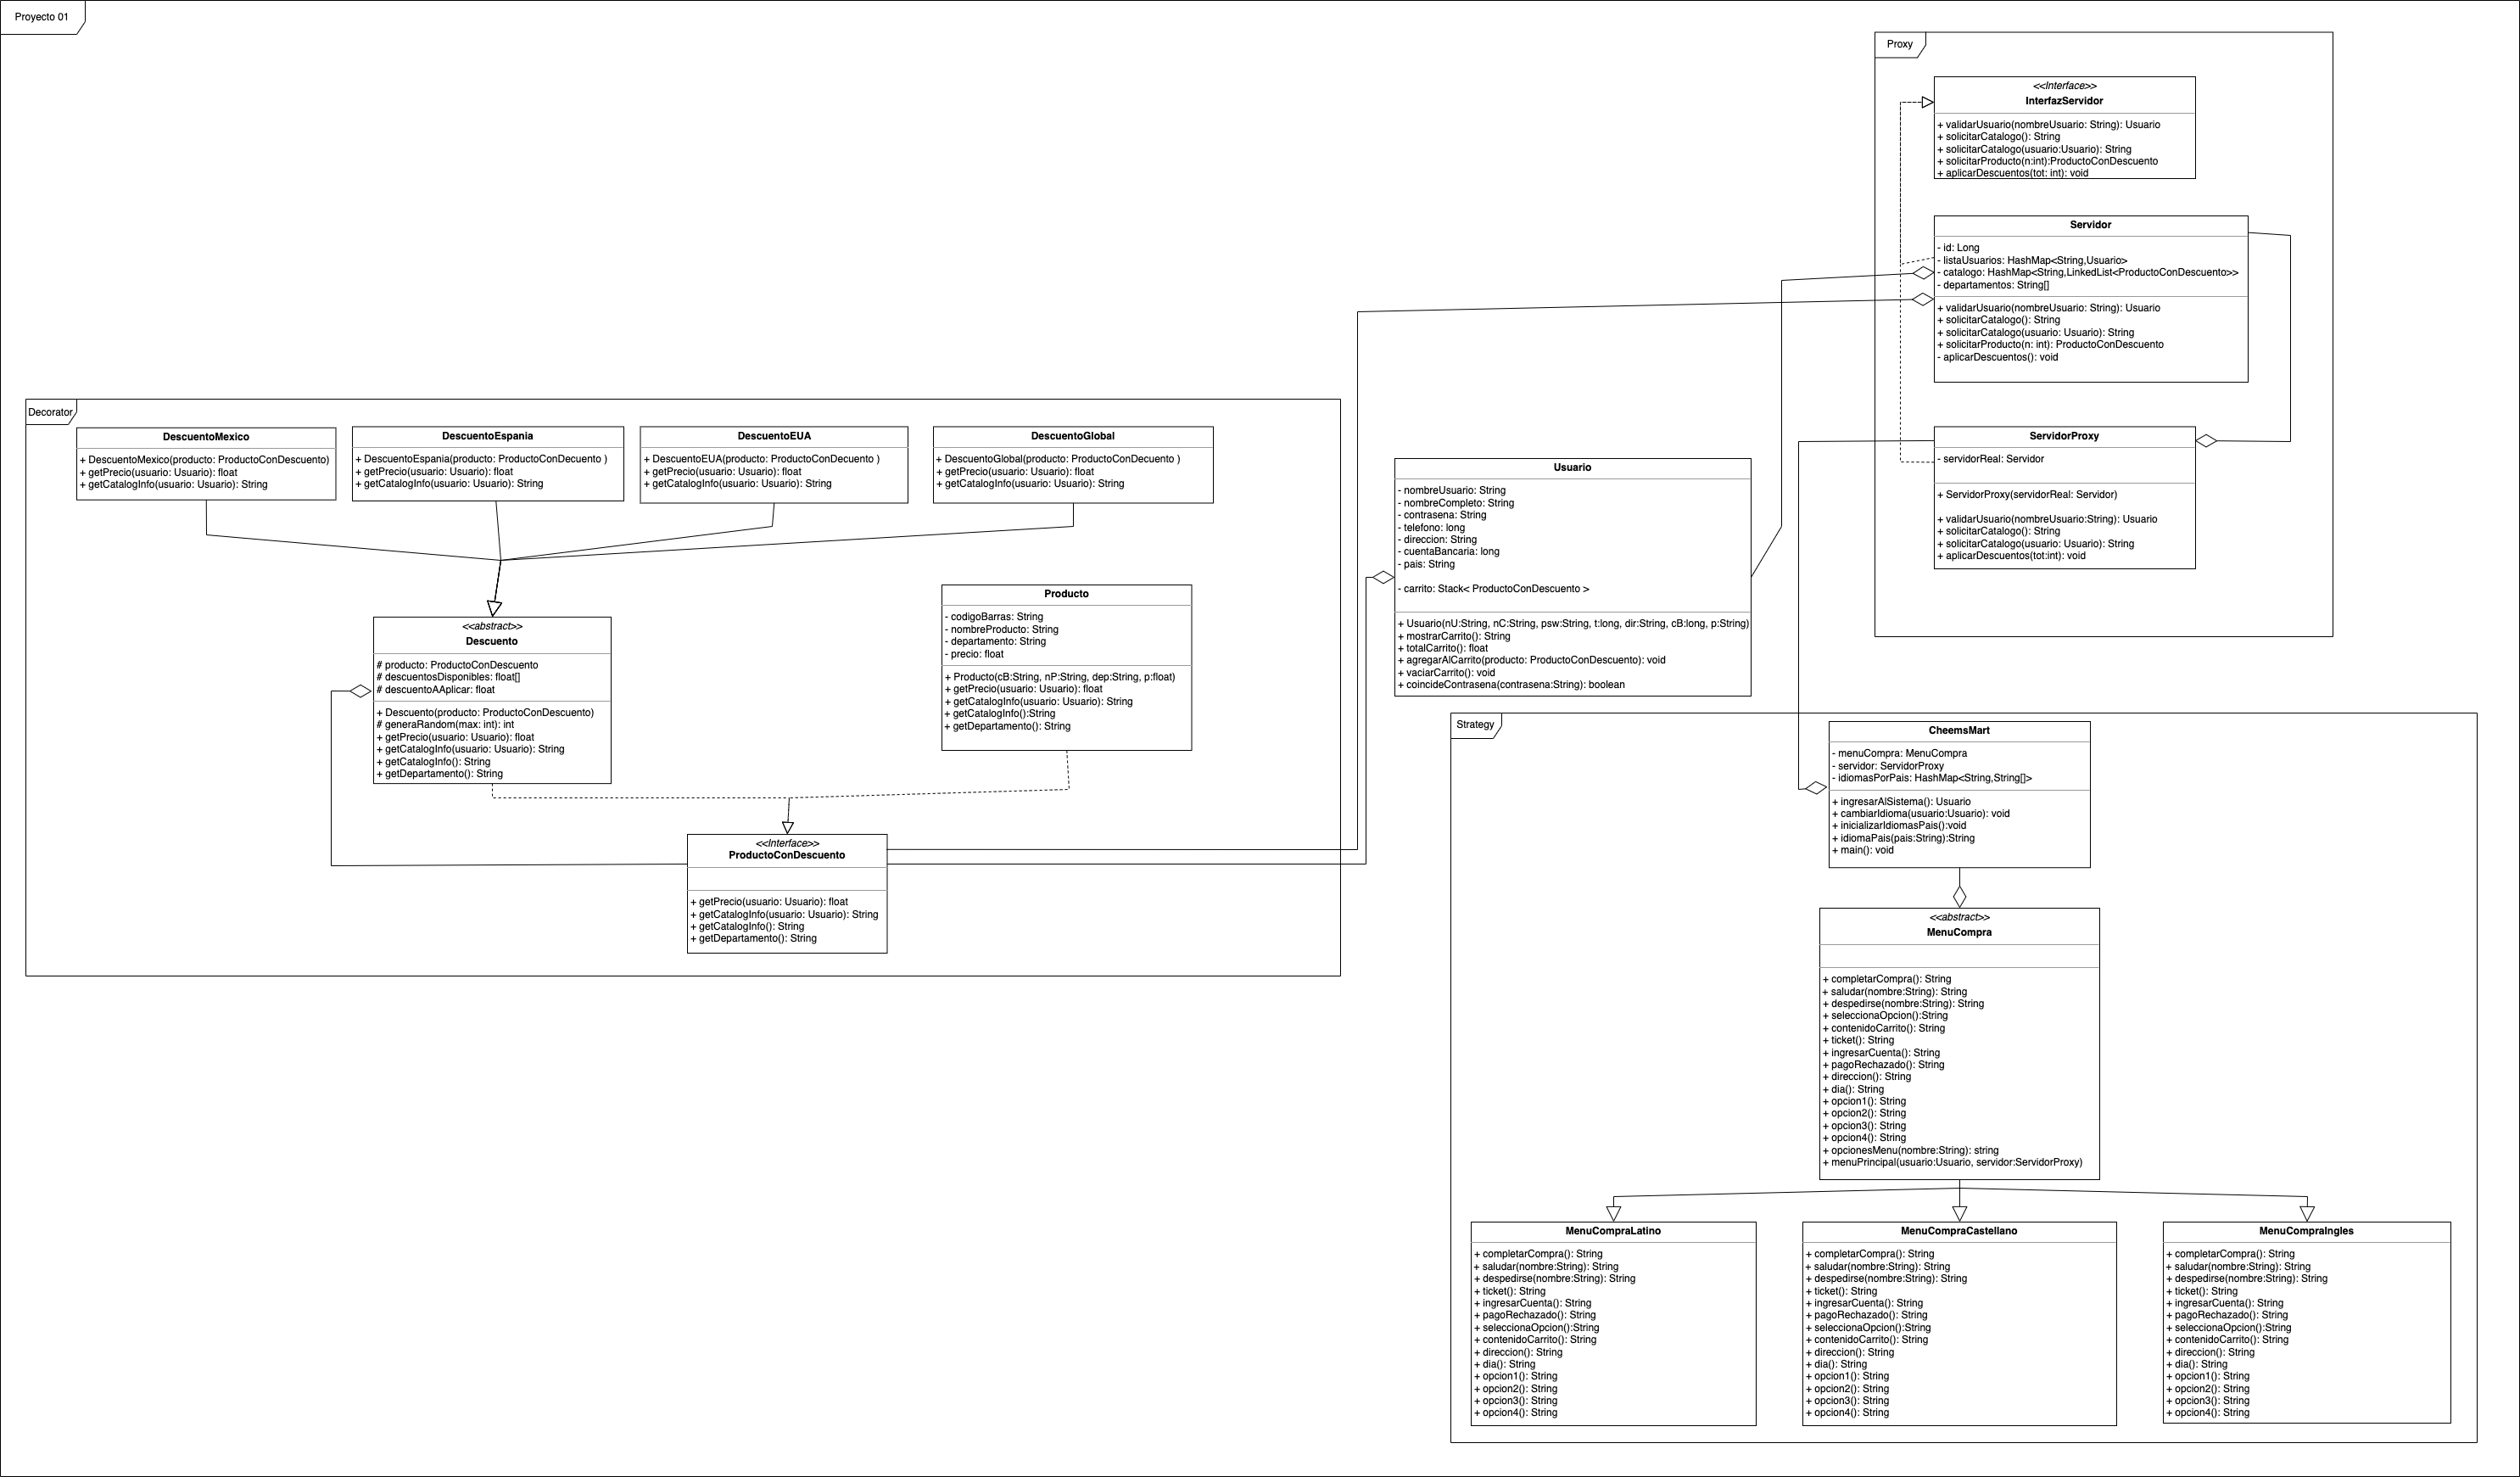 Proyecto 01
Proxy
<<Interface>>
InterfazServidor
+ validarUsuario(nombreUsuario: String): Usuario
+ solicitarCatalogo(): String
+ solicitarCatalogo(usuario:Usuario): String
+ solicitarProducto(n:int):ProductoConDescuento
+ aplicarDescuentos(tot: int): void
Servidor
- id: Long
- listaUsuarios: HashMap<String,Usuario>
- catalogo: HashMap<String,LinkedList<ProductoConDescuento>>
- departamentos: String[]
+ validarUsuario(nombreUsuario: String): Usuario
+ solicitarCatalogo(): String
+ solicitarCatalogo(usuario: Usuario): String
+ solicitarProducto(n: int): ProductoConDescuento
- aplicarDescuentos(): void
ServidorProxy
- servidorReal: Servidor
+ ServidorProxy(servidorReal: Servidor)
+ validarUsuario(nombreUsuario:String): Usuario
+ solicitarCatalogo(): String
+ solicitarCatalogo(usuario: Usuario): String
+ aplicarDescuentos(tot:int): void
Decorator
DescuentoMexico
+ DescuentoMexico(producto: ProductoConDescuento)
+ getPrecio(usuario: Usuario): float
+ getCatalogInfo(usuario: Usuario): String
DescuentoEspania
+ DescuentoEspania(producto: ProductoConDecuento )
+ getPrecio(usuario: Usuario): float
+ getCatalogInfo(usuario: Usuario): String
DescuentoEUA
+ DescuentoEUA(producto: ProductoConDecuento )
+ getPrecio(usuario: Usuario): float
+ getCatalogInfo(usuario: Usuario): String
DescuentoGlobal
+ DescuentoGlobal(producto: ProductoConDecuento )
+ getPrecio(usuario: Usuario): float
+ getCatalogInfo(usuario: Usuario): String
<<abstract>>
Descuento
# producto: ProductoConDescuento
# descuentosDisponibles: float[]
# descuentoAAplicar: float
+ Descuento(producto: ProductoConDescuento)
# generaRandom(max: int): int
+ getPrecio(usuario: Usuario): float
+ getCatalogInfo(usuario: Usuario): String
+ getCatalogInfo(): String
+ getDepartamento(): String
Producto
- codigoBarras: String
- nombreProducto: String
- departamento: String
- precio: float
+ Producto(cB:String, nP:String, dep:String, p:float)
+ getPrecio(usuario: Usuario): float
+ getCatalogInfo(usuario: Usuario): String
+ getCatalogInfo():String
+ getDepartamento(): String
<<Interface>>
ProductoConDescuento
+ getPrecio(usuario: Usuario): float
+ getCatalogInfo(usuario: Usuario): String
+ getCatalogInfo(): String
+ getDepartamento(): String
Usuario
- nombreUsuario: String
- nombreCompleto: String
- contrasena: String
- telefono: long
- direccion: String
- cuentaBancaria: long
- pais: String
- carrito: Stack< ProductoConDescuento >
+ Usuario(nU:String, nC:String, psw:String, t:long, dir:String, cB:long, p:String)
+ mostrarCarrito(): String
+ totalCarrito(): float
+ agregarAlCarrito(producto: ProductoConDescuento): void
+ vaciarCarrito(): void
+ coincideContrasena(contrasena:String): boolean
Strategy
CheemsMart
- menuCompra: MenuCompra
- servidor: ServidorProxy
- idiomasPorPais: HashMap<String,String[]>
+ ingresarAlSistema(): Usuario
+ cambiarIdioma(usuario:Usuario): void
+ inicializarIdiomasPais():void
+ idiomaPais(pais:String):String
+ main(): void
<<abstract>>
MenuCompra
+ completarCompra(): String
+ saludar(nombre:String): String
+ despedirse(nombre:String): String
+ seleccionaOpcion():String
+ contenidoCarrito(): String
+ ticket(): String
+ ingresarCuenta(): String
+ pagoRechazado(): String
+ direccion(): String
+ dia(): String
+ opcion1(): String
+ opcion2(): String
+ opcion3(): String
+ opcion4(): String
+ opcionesMenu(nombre:String): string
+ menuPrincipal(usuario:Usuario, servidor:ServidorProxy)
MenuCompraLatino
+ completarCompra(): String
+ saludar(nombre:String): String
+ despedirse(nombre:String): String
+ ticket(): String
+ ingresarCuenta(): String
+ pagoRechazado(): String
+ seleccionaOpcion():String
+ contenidoCarrito(): String
+ direccion(): String
+ dia(): String
+ opcion1(): String
+ opcion2(): String
+ opcion3(): String
+ opcion4(): String
MenuCompraCastellano
+ completarCompra(): String
+ saludar(nombre:String): String
+ despedirse(nombre:String): String
+ ticket(): String
+ ingresarCuenta(): String
+ pagoRechazado(): String
+ seleccionaOpcion():String
+ contenidoCarrito(): String
+ direccion(): String
+ dia(): String
+ opcion1(): String
+ opcion2(): String
+ opcion3(): String
+ opcion4(): String
MenuCompraIngles
+ completarCompra(): String
+ saludar(nombre:String): String
+ despedirse(nombre:String): String
+ ticket(): String
+ ingresarCuenta(): String
+ pagoRechazado(): String
+ seleccionaOpcion():String
+ contenidoCarrito(): String
+ direccion(): String
+ dia(): String
+ opcion1(): String
+ opcion2(): String
+ opcion3(): String
+ opcion4(): String